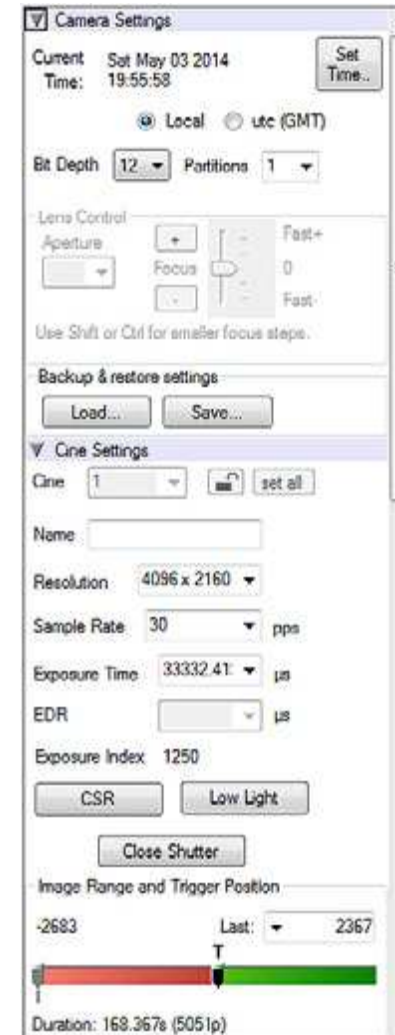 Camera Settings
Current Time: Sat May 03 2014 19:55:58
Set Time..
Local utc (GMT)
Bit Depth 12 Partitions 1
Lens Control
Aperture
+
Fast+
Focus
0
-
Fast-
Use Shift or Ctrl for smaller focus steps.
Backup & restore settings
Load... Save...
Cine Settings
Cine 1 set all
Name
Resolution 4096 x 2160
Sample Rate 30 pps
Exposure Time 33332.41: µs
EDR µs
Exposure Index 1250
CSR Low Light
Close Shutter
Image Range and Trigger Position
-2683 Last: 2367
T
I
Duration: 168.367s (5051p)